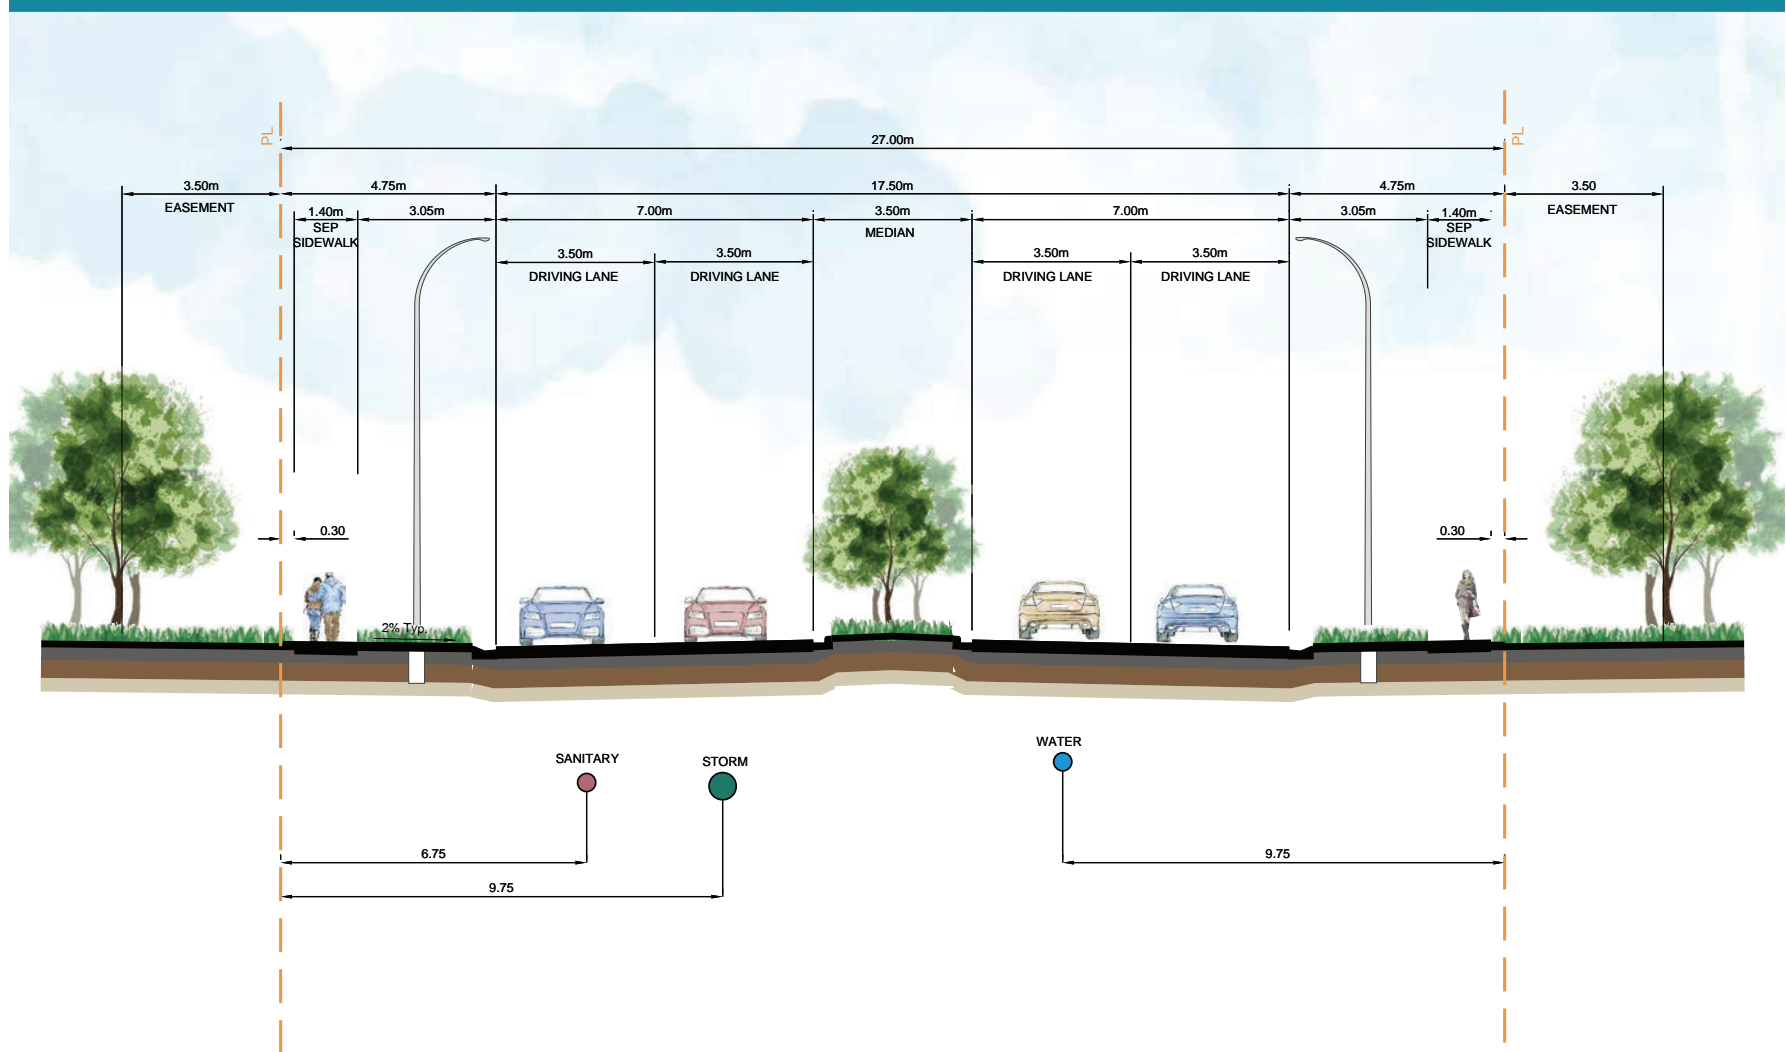 PL
27.00m
PL
3.50m
4.75m
17.50m
4.75m
3.50
EASEMENT
1.40m
SEP
SIDEWALK
3.05m
7.00m
3.50m
MEDIAN
7.00m
3.05m
1.40m
SEP
SIDEWALK
EASEMENT
3.50m
DRIVING LANE
3.50m
DRIVING LANE
3.50m
DRIVING LANE
3.50m
DRIVING LANE
0.30
0.30
2% Typ.
SANITARY
STORM
WATER
6.75
9.75
9.75